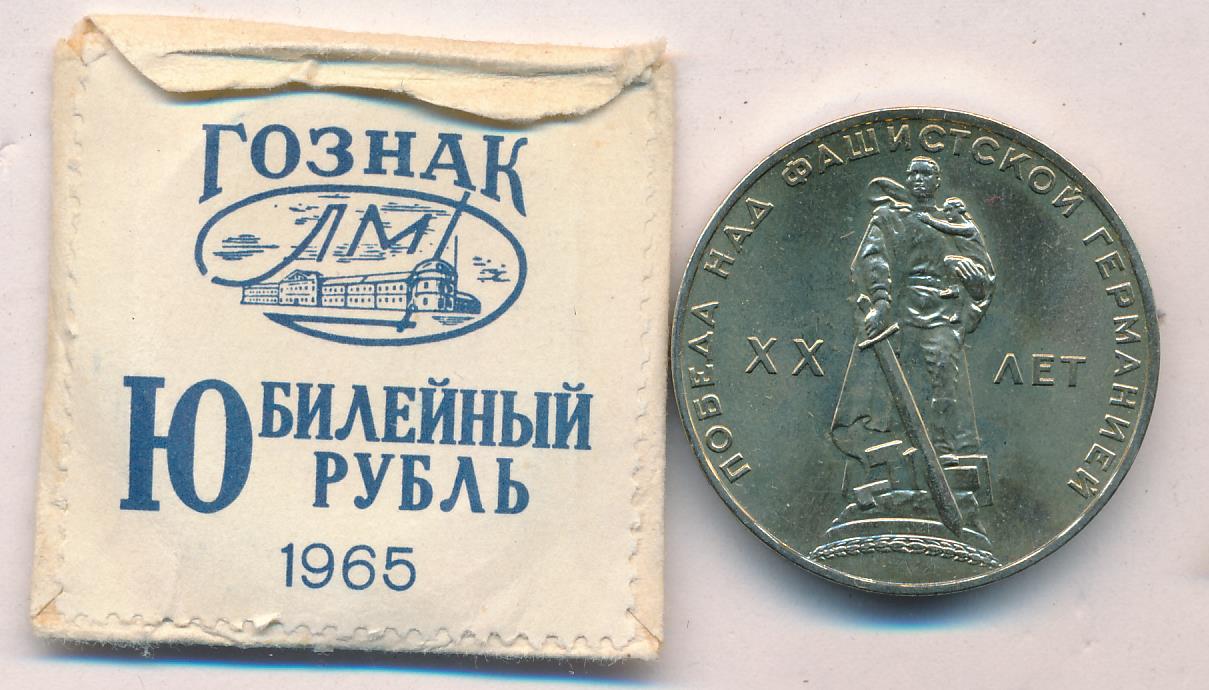 ГОЗНАК
ЛМ
ЮБИЛЕЙНЫЙ
РУБЛЬ
1965
ПОБЕДА НАД ФАШИСТСКОЙ ГЕРМАНИЕЙ
XX ЛЕТ